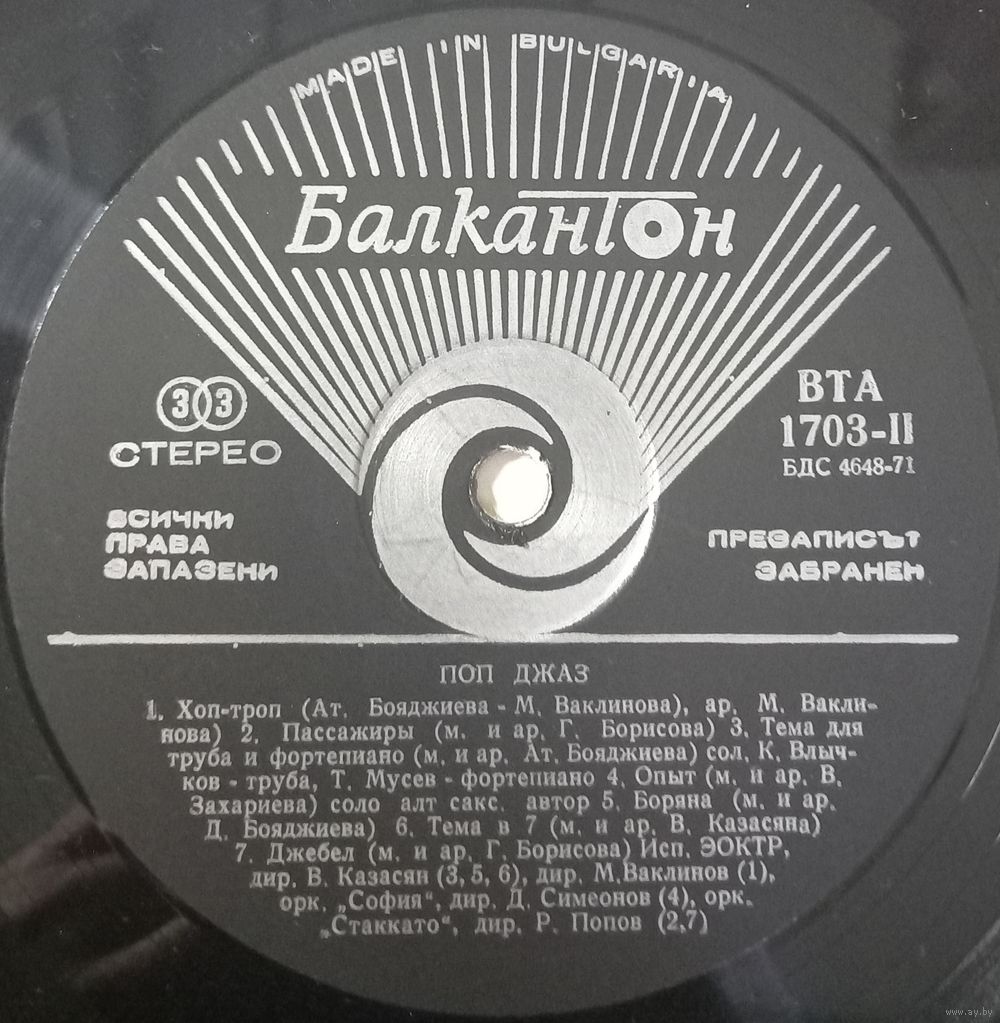 MADE IN BULGARIA
Балкантон
33
СТЕРЕО
ВТА
1703-II
БДС 4648-71
ВСИЧКИ
ПРАВА
ЗАПАЗЕНИ
ПРЕЗАПИСЪТ
ЗАБРАНЕН
ПОП ДЖАЗ
1. Хоп-троп (Ат. Бояджиева - М. Ваклинова), ар. М. Вакли-
нова) 2. Пассажиры (м. и ар. Г. Борисова) 3. Тема для
труба и фортепиано (м. и ар. Ат. Бояджиева) сол. К. Влыч-
ков - труба, Т. Мусев - фортепиано 4. Опыт (м. и ар. В.
Захариева) соло алт сакс. автор 5. Боряна (м. и ар.
Д. Бояджиева) 6. Тема в 7 (м. и ар. В. Казасяна)
7. Джебел (м. и ар. Г. Борисова) Исп. ЭОКТР,
дир. В. Казасян (3, 5, 6), дир. М.Ваклинов (1),
орк. „София“, дир. Д. Симеонов (4), орк.
„Стаккато“, дир. Р. Попов (2,7)
www.ay.by